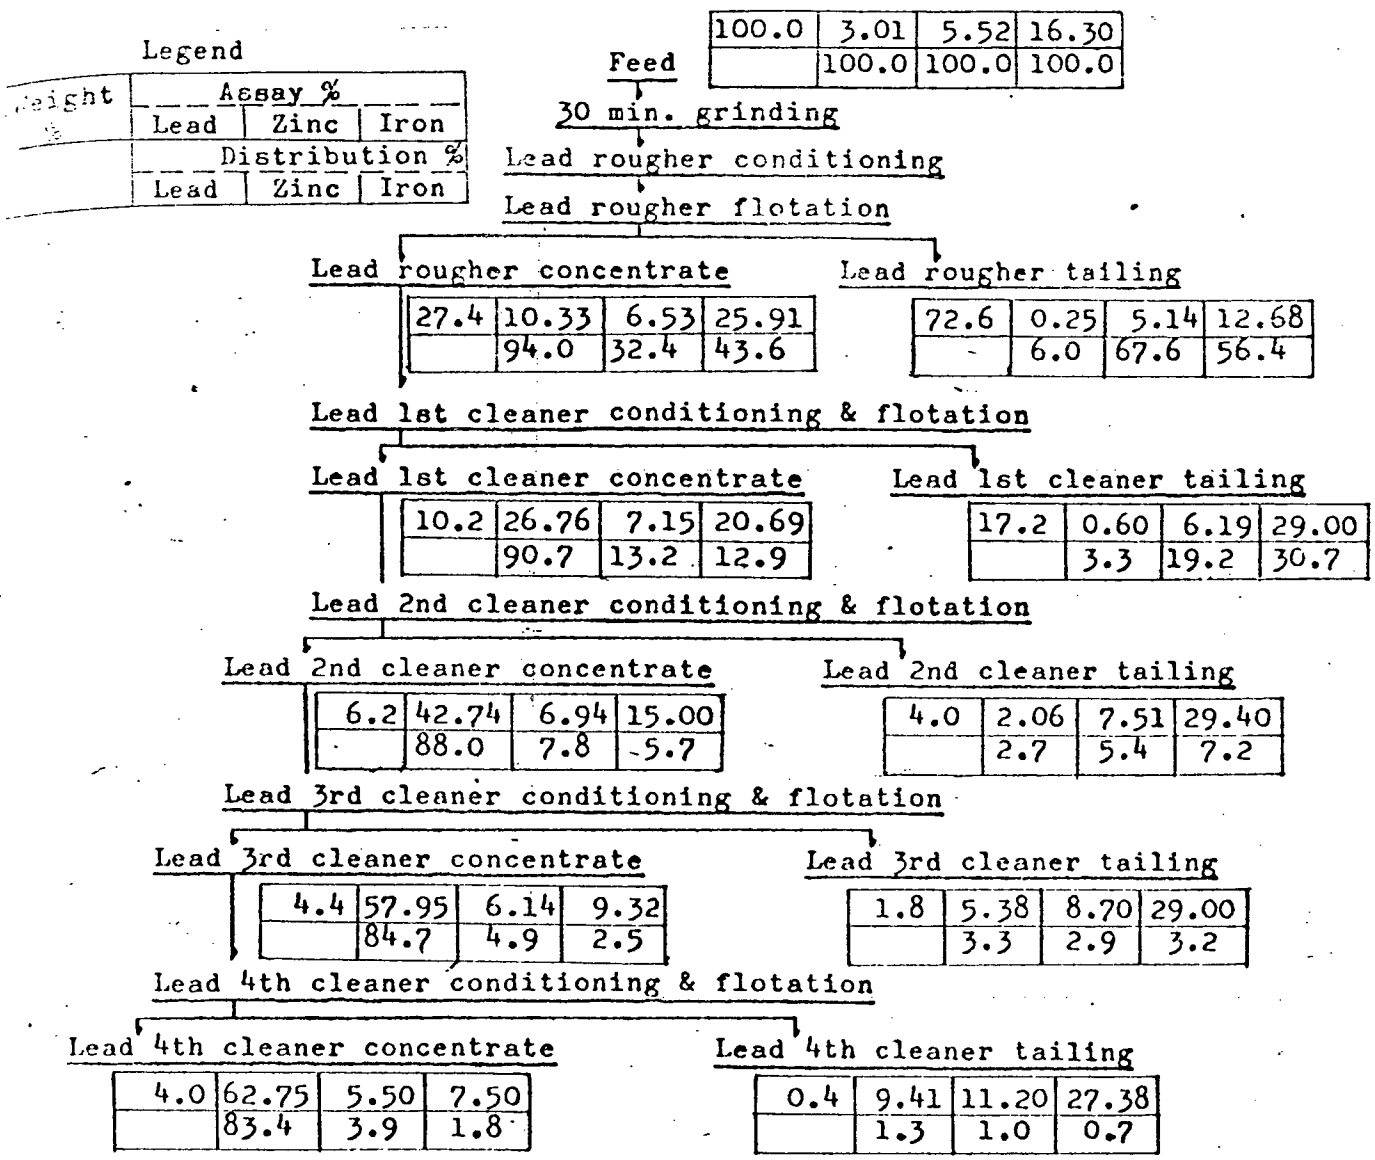 Legend
Weight % Assay %
Lead Zinc Iron
Distribution %
Lead Zinc Iron
100.0 3.01 5.52 16.30
100.0 100.0 100.0
Feed
30 min. grinding
Lead rougher conditioning
Lead rougher flotation
Lead rougher concentrate
27.4 10.33 6.53 25.91
94.0 32.4 43.6
Lead rougher tailing
72.6 0.25 5.14 12.68
6.0 67.6 56.4
Lead 1st cleaner conditioning & flotation
Lead 1st cleaner concentrate
10.2 26.76 7.15 20.69
90.7 13.2 12.9
Lead 1st cleaner tailing
17.2 0.60 6.19 29.00
3.3 19.2 30.7
Lead 2nd cleaner conditioning & flotation
Lead 2nd cleaner concentrate
6.2 42.74 6.94 15.00
88.0 7.8 5.7
Lead 2nd cleaner tailing
4.0 2.06 7.51 29.40
2.7 5.4 7.2
Lead 3rd cleaner conditioning & flotation
Lead 3rd cleaner concentrate
4.4 57.95 6.14 9.32
84.7 4.9 2.5
Lead 3rd cleaner tailing
1.8 5.38 8.70 29.00
3.3 2.9 3.2
Lead 4th cleaner conditioning & flotation
Lead 4th cleaner concentrate
4.0 62.75 5.50 7.50
83.4 3.9 1.8
Lead 4th cleaner tailing
0.4 9.41 11.20 27.38
1.3 1.0 0.7